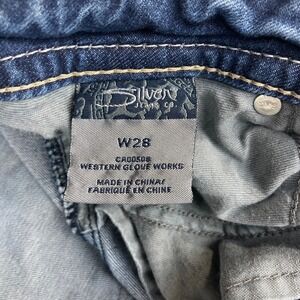 Silver
Jeans Co.
W28
CA00508
WESTERN GLOVE WORKS
MADE IN CHINA/
FABRIQUÉ EN CHINE